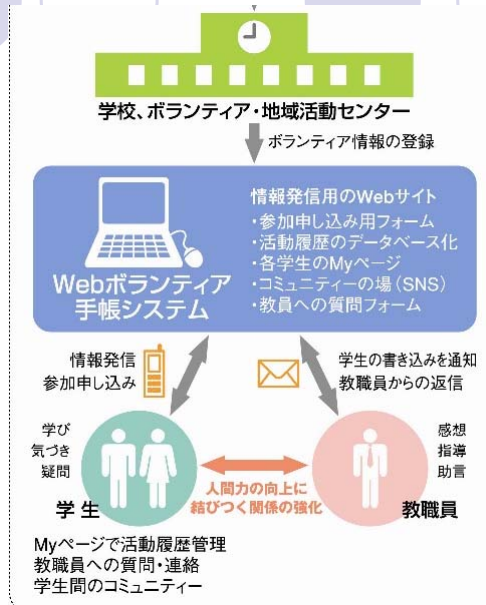 学校、ボランティア・地域活動センター
ボランティア情報の登録
情報発信用のWebサイト
・参加申し込み用フォーム
・活動履歴のデータベース化
・各学生のMyページ
・コミュニティーの場（SNS）
・教員への質問フォーム
Webボランティア
手帳システム
情報発信
参加申し込み
学生の書き込みを通知
教職員からの返信
学び
気づき
疑問
学生
人間力の向上に
結びつく関係の強化
感想
指導
助言
教職員
Myページで活動履歴管理
教職員への質問・連絡
学生間のコミュニティー